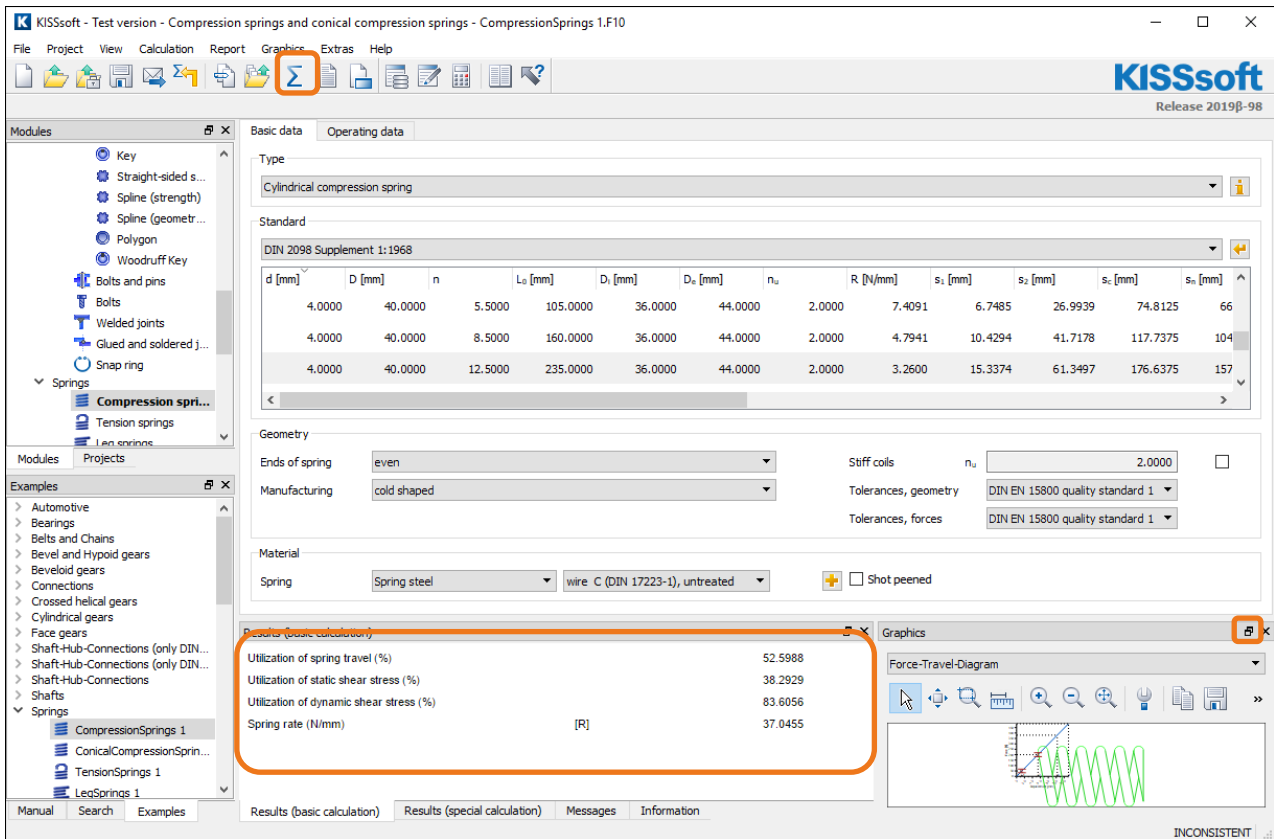 KISSsoft - Test version - Compression springs and conical compression springs - CompressionSprings 1.F10
File Project View Calculation Report Graphics Extras Help
KISSsoft
Release 2019β-98
Modules
Key
Straight-sided s...
Spline (strength)
Spline (geometr...
Polygon
Woodruff Key
Bolts and pins
Bolts
Welded joints
Glued and soldered j...
Snap ring
Springs
Compression spri...
Tension springs
Leg springs
Modules Projects
Examples
Automotive
Bearings
Belts and Chains
Bevel and Hypoid gears
Beveloid gears
Connections
Crossed helical gears
Cylindrical gears
Face gears
Shaft-Hub-Connections (only DIN...
Shaft-Hub-Connections (only DIN...
Shaft-Hub-Connections
Shafts
Springs
CompressionSprings 1
ConicalCompressionSprin...
TensionSprings 1
LegSprings 1
Manual Search Examples
Basic data Operating data
Type
Cylindrical compression spring
Standard
DIN 2098 Supplement 1:1968
d [mm] D [mm] n L₀ [mm] Dᵢ [mm] Dₑ [mm] nᵤ R [N/mm] s₁ [mm] s₂ [mm] s꜀ [mm] sₙ [mm]
4.0000 40.0000 5.5000 105.0000 36.0000 44.0000 2.0000 7.4091 6.7485 26.9939 74.8125 66
4.0000 40.0000 8.5000 160.0000 36.0000 44.0000 2.0000 4.7941 10.4294 41.7178 117.7375 104
4.0000 40.0000 12.5000 235.0000 36.0000 44.0000 2.0000 3.2600 15.3374 61.3497 176.6375 157
Geometry
Ends of spring even Stiff coils nᵤ 2.0000
Manufacturing cold shaped Tolerances, geometry DIN EN 15800 quality standard 1
Tolerances, forces DIN EN 15800 quality standard 1
Material
Spring Spring steel wire C (DIN 17223-1), untreated Shot peened
Results (basic calculation)
Utilization of spring travel (%) 52.5988
Utilization of static shear stress (%) 38.2929
Utilization of dynamic shear stress (%) 83.6056
Spring rate (N/mm) [R] 37.0455
Results (basic calculation) Results (special calculation) Messages Information
Graphics
Force-Travel-Diagram
INCONSISTENT